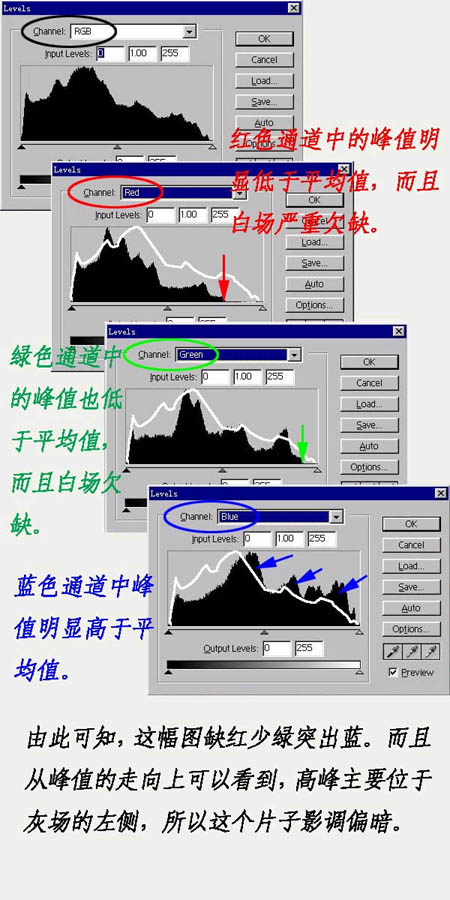 Levels
Channel: RGB
OK
Input Levels: 0 1.00 255
Cancel
Load...
Save...
Auto
Options...
红色通道中的峰值明
显低于平均值，而且
白场严重欠缺。
Levels
Channel: Red
OK
Input Levels: 0 1.00 255
Cancel
Load...
Save...
Auto
Options...
Levels
Channel: Green
OK
Input Levels: 0 1.00 255
Cancel
Load...
Save...
Auto
Options...
绿色通道中
的峰值也低
于平均值，
而且白场欠
缺。
Levels
Channel: Blue
OK
Input Levels: 0 1.00 255
Cancel
Load...
Save...
Auto
Options...
Output Levels: 0 255
Preview
蓝色通道中峰
值明显高于平
均值。
由此可知，这幅图缺红少绿突出蓝。而且
从峰值的走向上可以看到，高峰主要位于
灰场的左侧，所以这个片子影调偏暗。